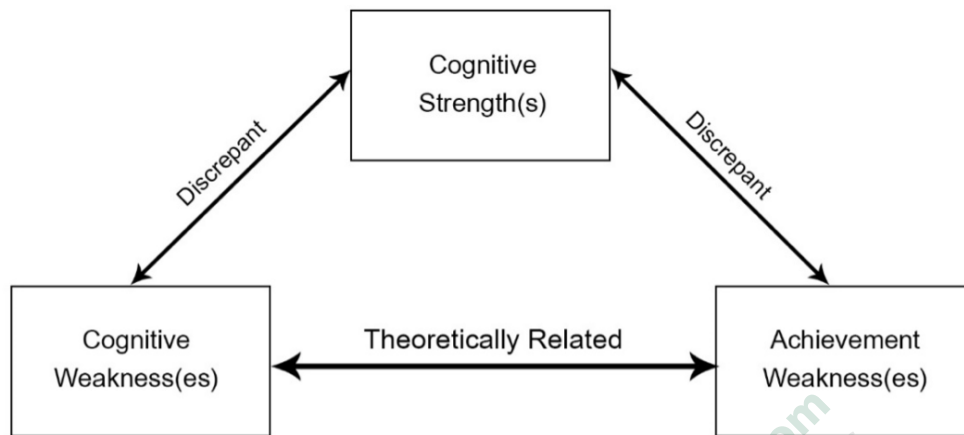 Cognitive
Strength(s)
Discrepant
Discrepant
Cognitive
Weakness(es)
Theoretically Related
Achievement
Weakness(es)